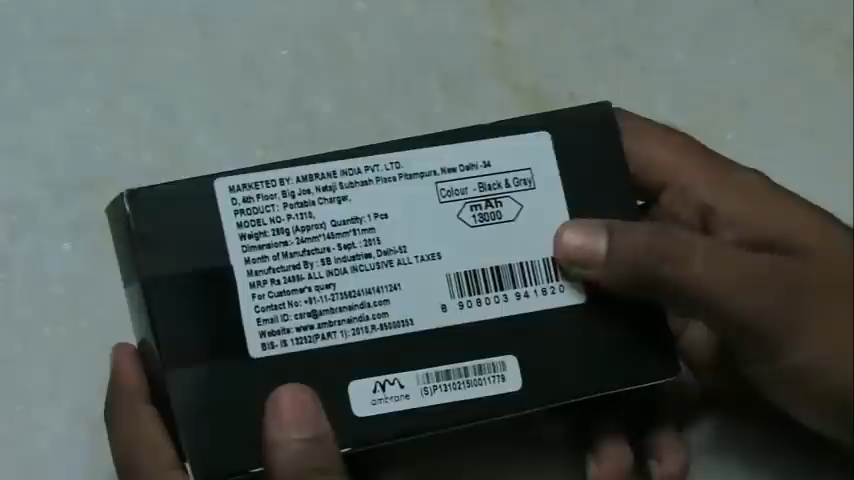 MARKETED BY: AMBRANE INDIA PVT. LTD.
D, 4th Floor, Big Jos, Netaji Subhash Place Pitampura, New Delhi -34
PRODUCT: Portable Charger,
MODEL NO- P-1310,
Weight: 280g (Approx) Quantity: 1 Pcs
Dimensions:- 24mm*145mm*81mm
Month of Manufacture - Sept. : 2015
Manufactured By : SB Industries, Delhi-52
MRP Rs 2499/- ALL INDIA INCLUSIVE ALL TAXES
For Customer's query
Contact No: +91-11-27358241/41411241
Email ID: care@ambraneindia.com
Website: www.ambraneindia.com
BIS- IS 13252(PART 1): 2010,R-85000353
Colour - Black & Gray
mAh
13000
8 908003 941620
ambrane
(S)P1310215I0011779